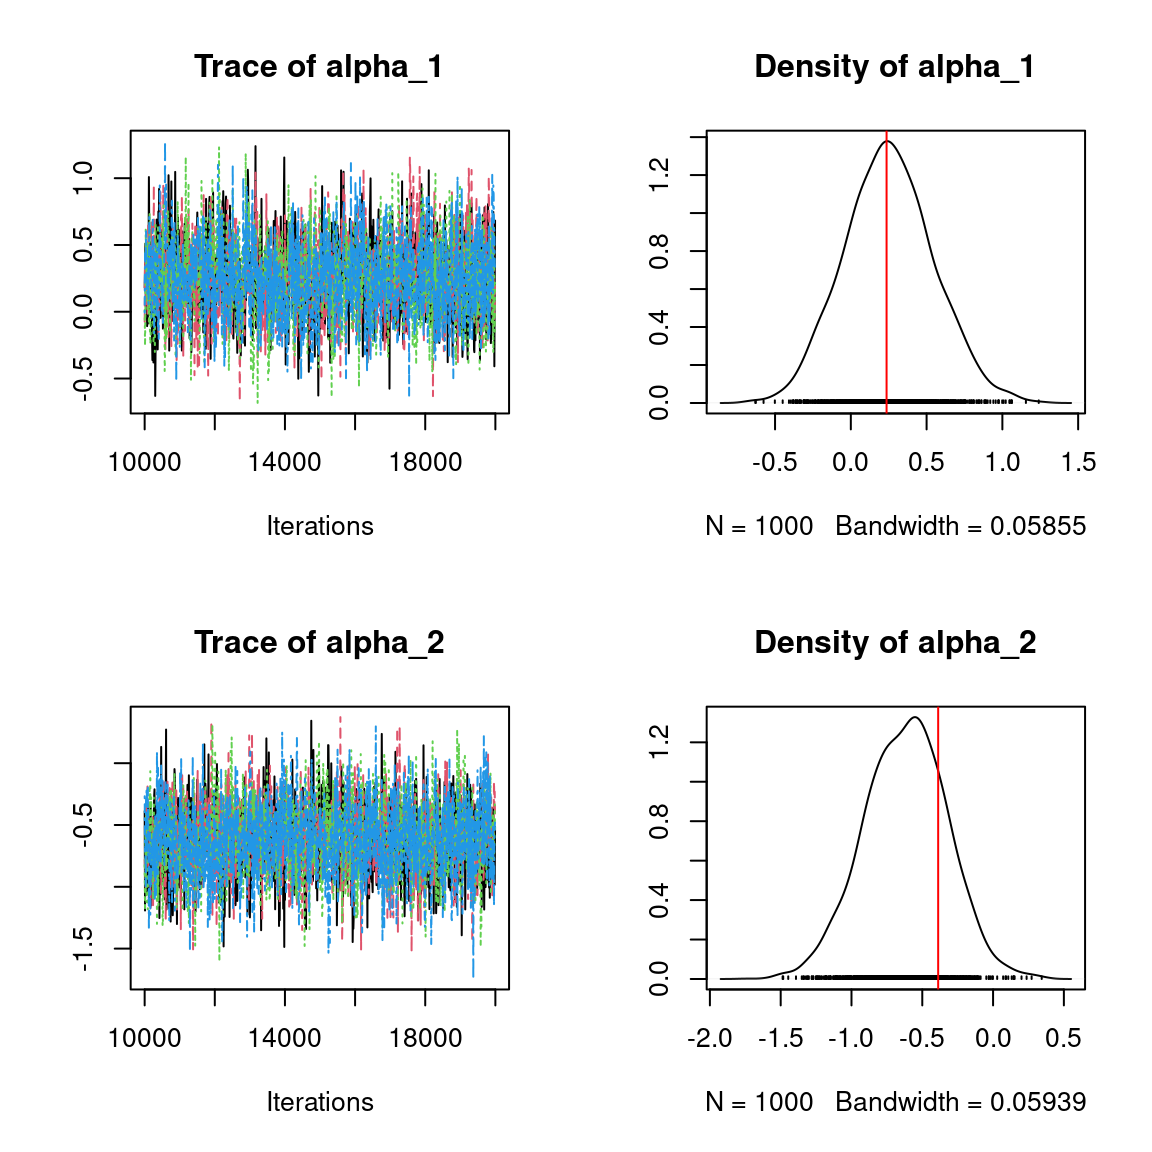 Trace of alpha_1
1.0
0.5
0.0
-0.5
10000 14000 18000
Iterations
Density of alpha_1
1.2
0.8
0.4
0.0
-0.5 0.0 0.5 1.0 1.5
N = 1000 Bandwidth = 0.05855
Trace of alpha_2
-0.5
-1.5
10000 14000 18000
Iterations
Density of alpha_2
1.2
0.8
0.4
0.0
-2.0 -1.5 -1.0 -0.5 0.0 0.5
N = 1000 Bandwidth = 0.05939